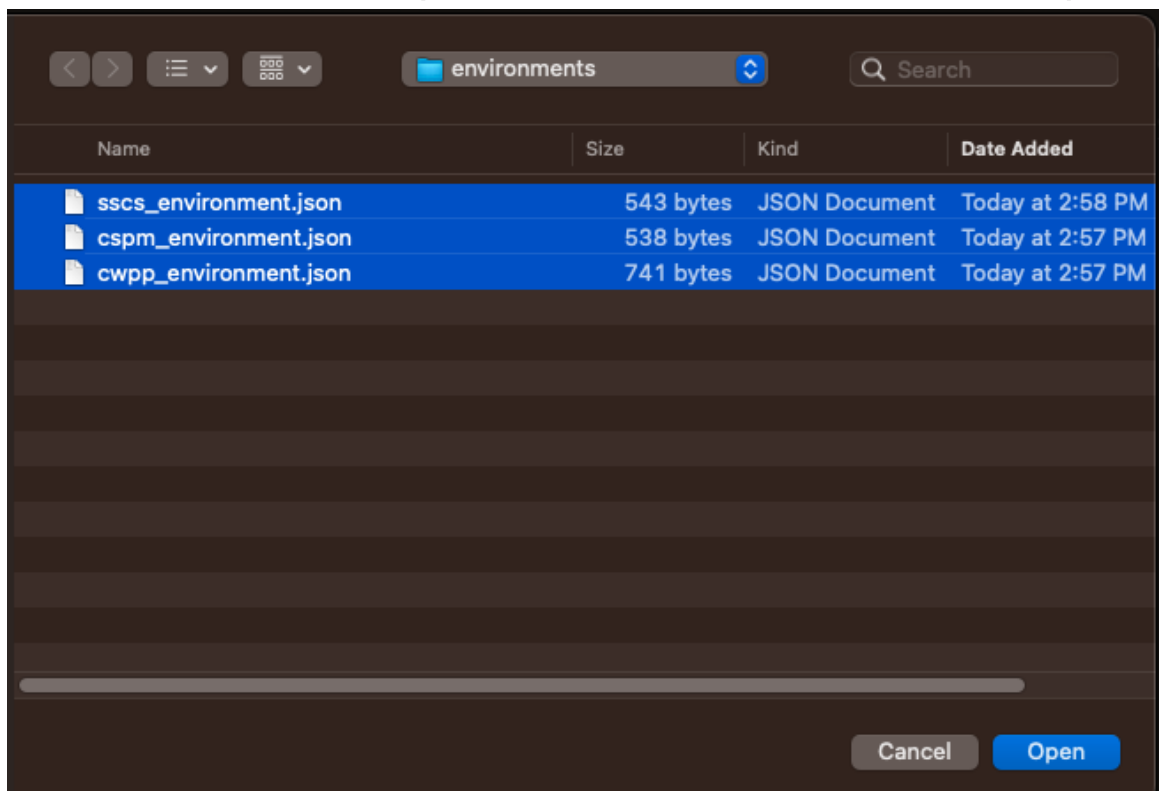 environments
Search
Name Size Kind Date Added
sscs_environment.json 543 bytes JSON Document Today at 2:58 PM
cspm_environment.json 538 bytes JSON Document Today at 2:57 PM
cwpp_environment.json 741 bytes JSON Document Today at 2:57 PM
Cancel Open